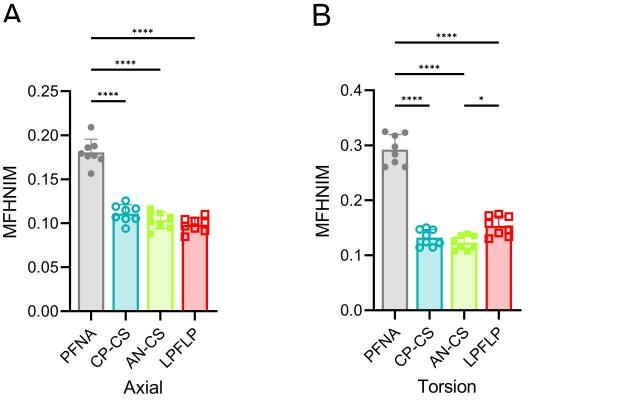 A
****
****
****
MFHNIM
0.25
0.20
0.15
0.10
0.05
0.00
PFNA
CP-CS
AN-CS
LPFLP
Axial
B
****
****
****
*
MFHNIM
0.4
0.3
0.2
0.1
0.0
PFNA
CP-CS
AN-CS
LPFLP
Torsion